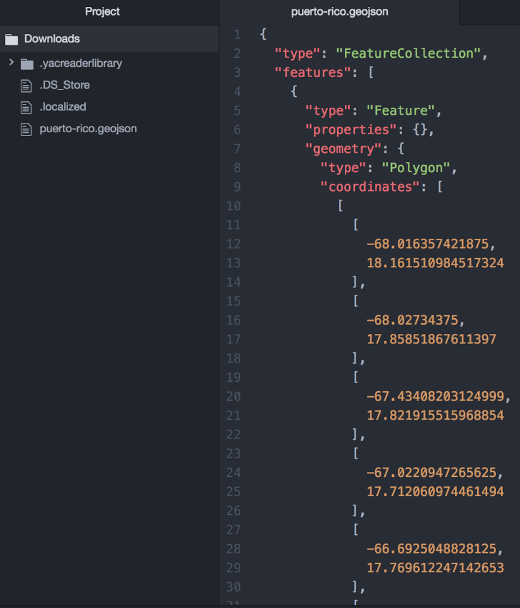 Project
Downloads
.yacreaderlibrary
.DS_Store
.localized
puerto-rico.geojson
puerto-rico.geojson
1 {
2 "type": "FeatureCollection",
3 "features": [
4 {
5 "type": "Feature",
6 "properties": {},
7 "geometry": {
8 "type": "Polygon",
9 "coordinates": [
10 [
11 [
12 -68.016357421875,
13 18.161510984517324
14 ],
15 [
16 -68.02734375,
17 17.85851867611397
18 ],
19 [
20 -67.43408203124999,
21 17.821915515968854
22 ],
23 [
24 -67.0220947265625,
25 17.712060974461494
26 ],
27 [
28 -66.6925048828125,
29 17.769612247142653
30 ],
31 [